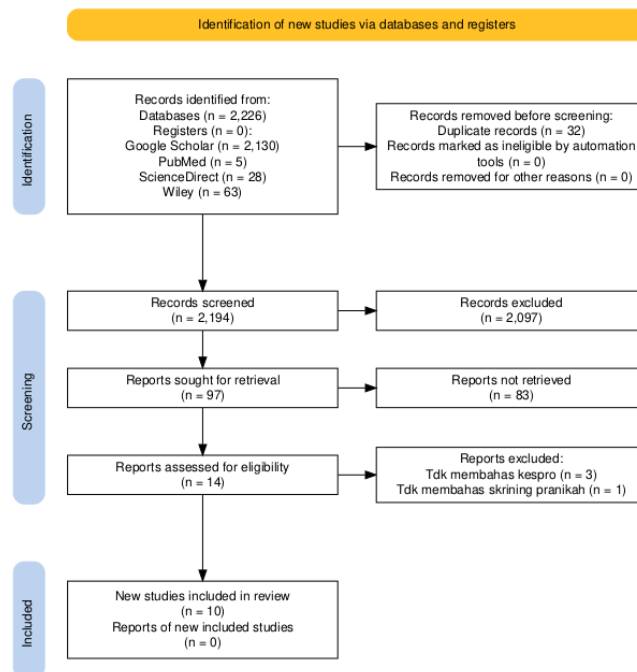 Identification of new studies via databases and registers
Identification
Records identified from:
Databases (n = 2,226)
Registers (n = 0):
Google Scholar (n = 2,130)
PubMed (n = 5)
ScienceDirect (n = 28)
Wiley (n = 63)
Records removed before screening:
Duplicate records (n = 32)
Records marked as ineligible by automation
tools (n = 0)
Records removed for other reasons (n = 0)
Screening
Records screened
(n = 2,194)
Records excluded
(n = 2,097)
Reports sought for retrieval
(n = 97)
Reports not retrieved
(n = 83)
Reports assessed for eligibility
(n = 14)
Reports excluded:
Tdk membahas kespro (n = 3)
Tdk membahas skrining pranikah (n = 1)
Included
New studies included in review
(n = 10)
Reports of new included studies
(n = 0)